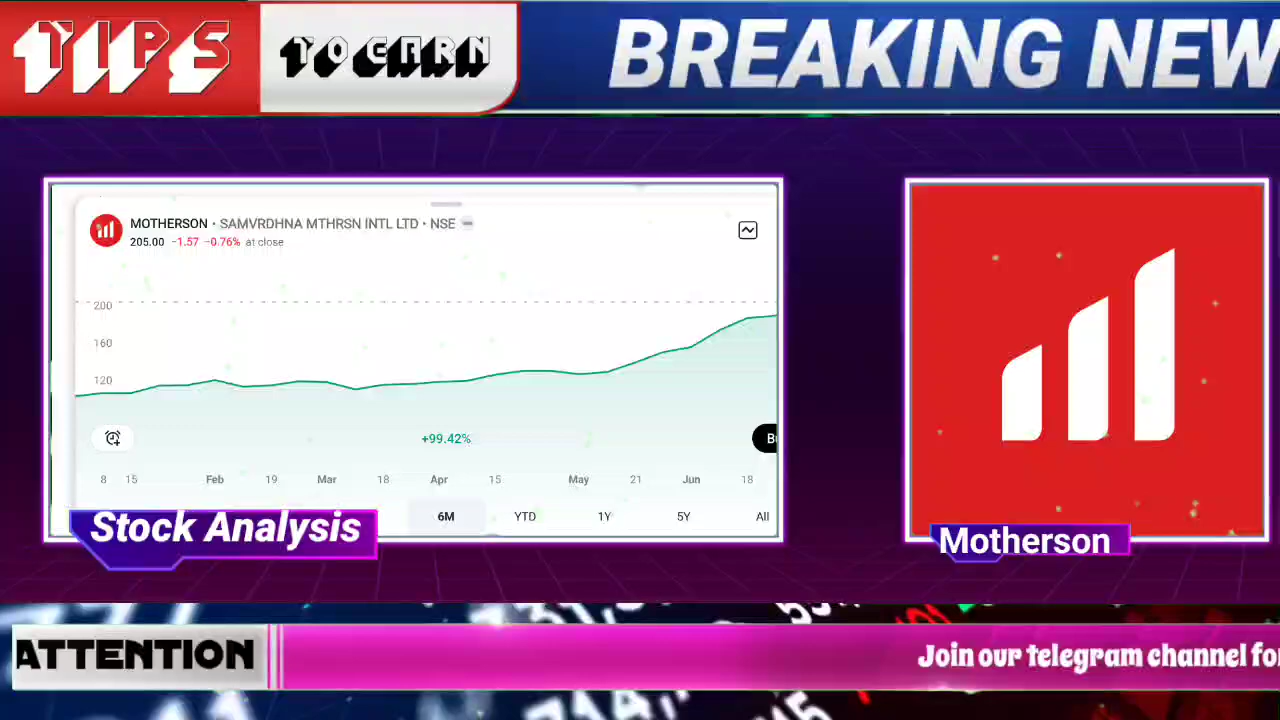 TIPS
TO EARN
BREAKING NEW
MOTHERSON · SAMVRDHNA MTHRSN INTL LTD · NSE
205.00 −1.57 −0.76% at close
200
160
120
+99.42%
8 15 Feb 19 Mar 18 Apr 15 May 21 Jun 18
6M YTD 1Y 5Y All
Stock Analysis
Motherson
ATTENTION
Join our telegram channel